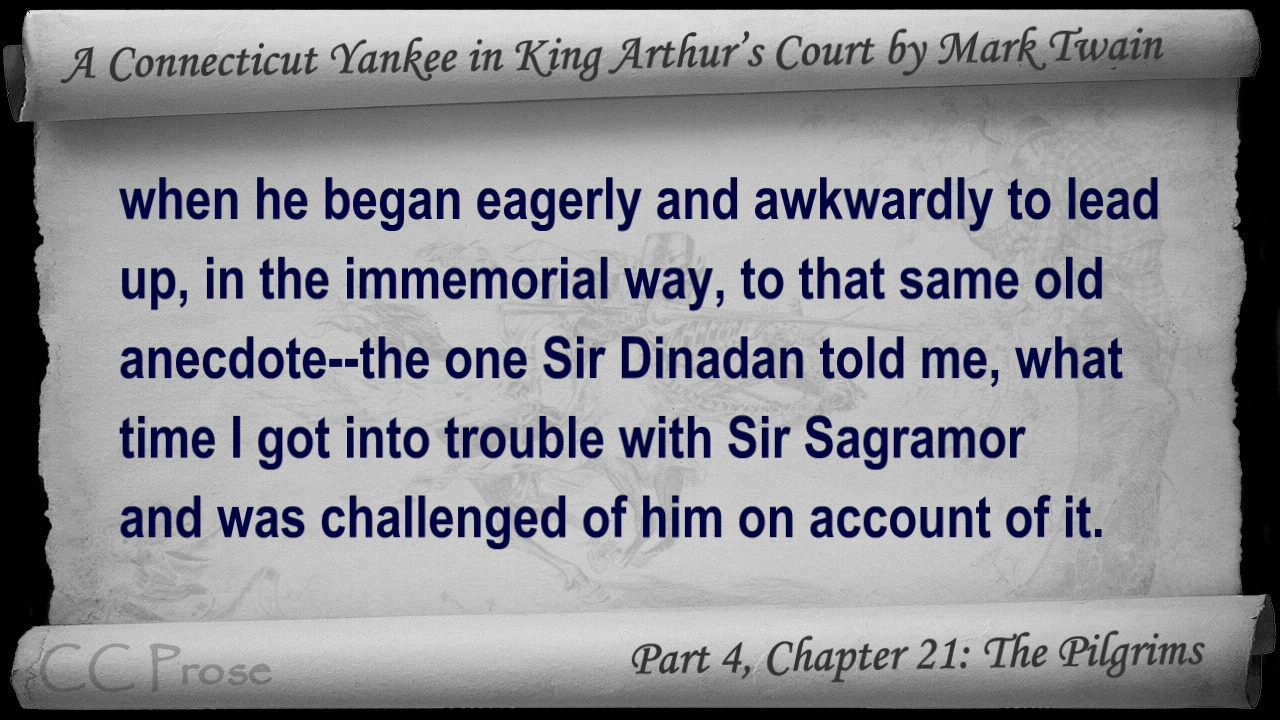 A Connecticut Yankee in King Arthur's Court by Mark Twain
when he began eagerly and awkwardly to lead
up, in the immemorial way, to that same old
anecdote--the one Sir Dinadan told me, what
time I got into trouble with Sir Sagramor
and was challenged of him on account of it.
CC Prose
Part 4, Chapter 21: The Pilgrims